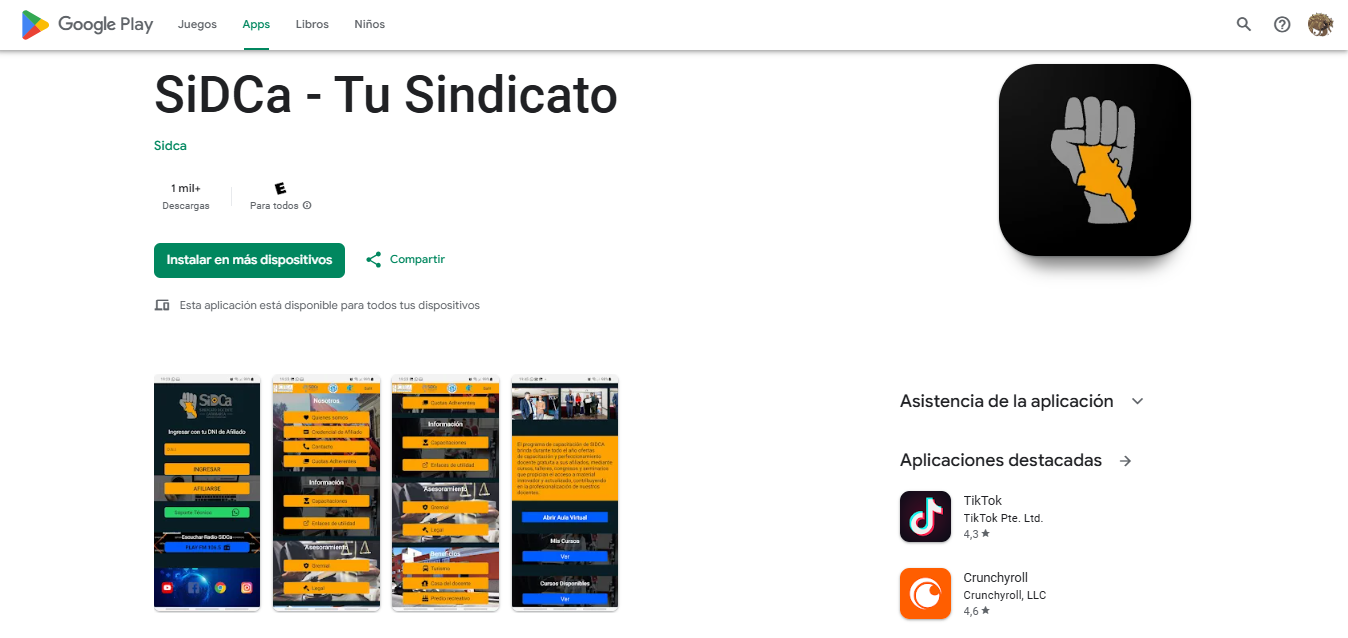 Google Play
Juegos
Apps
Libros
Niños
SiDCa - Tu Sindicato
Sidca
1 mil+
Descargas
E
Para todos
Instalar en más dispositivos
Compartir
Esta aplicación está disponible para todos tus dispositivos
SiDCa
Ingresar con tu DNI de Afiliado
INGRESAR
AFILIARSE
Soporte Técnico
Escuchar Radio SiDCa
Nosotros
Quienes somos
Credencial de Afiliado
Contacto
Cuotas Adherentes
Información
Capacitaciones
Enlaces de utilidad
Asesoramiento
Gremial
Legal
Cuotas Adherentes
Información
Capacitaciones
Enlaces de utilidad
Asesoramiento
Gremial
Legal
Beneficios
Turismo
Casa del docente
Predio recreativo
El programa de capacitación de SIDCA
brinda durante todo el año ofertas
de capacitación y perfeccionamiento
docente gratuita a sus afiliados, mediante
cursos, talleres, congresos y seminarios
que propician el acceso a material
innovador y actualizado, contribuyendo
en la profesionalización de nuestros
docentes.
Abrir Aula Virtual
Mis Cursos
Ver
Cursos Disponibles
Ver
Asistencia de la aplicación
Aplicaciones destacadas
TikTok
TikTok Pte. Ltd.
4,3
Crunchyroll
Crunchyroll, LLC
4,6